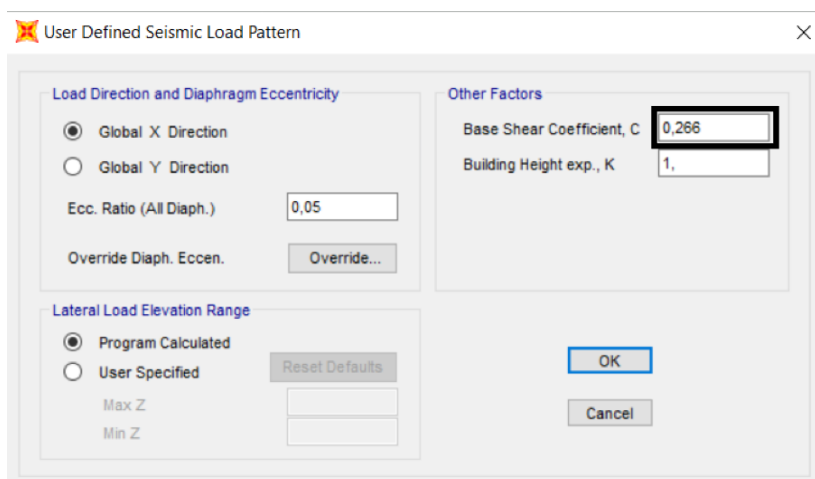 User Defined Seismic Load Pattern
Load Direction and Diaphragm Eccentricity
Global X Direction
Global Y Direction
Ecc. Ratio (All Diaph.) 0,05
Override Diaph. Eccen. Override...
Other Factors
Base Shear Coefficient, C 0,266
Building Height exp., K 1,
Lateral Load Elevation Range
Program Calculated
User Specified Reset Defaults
Max Z
Min Z
OK
Cancel